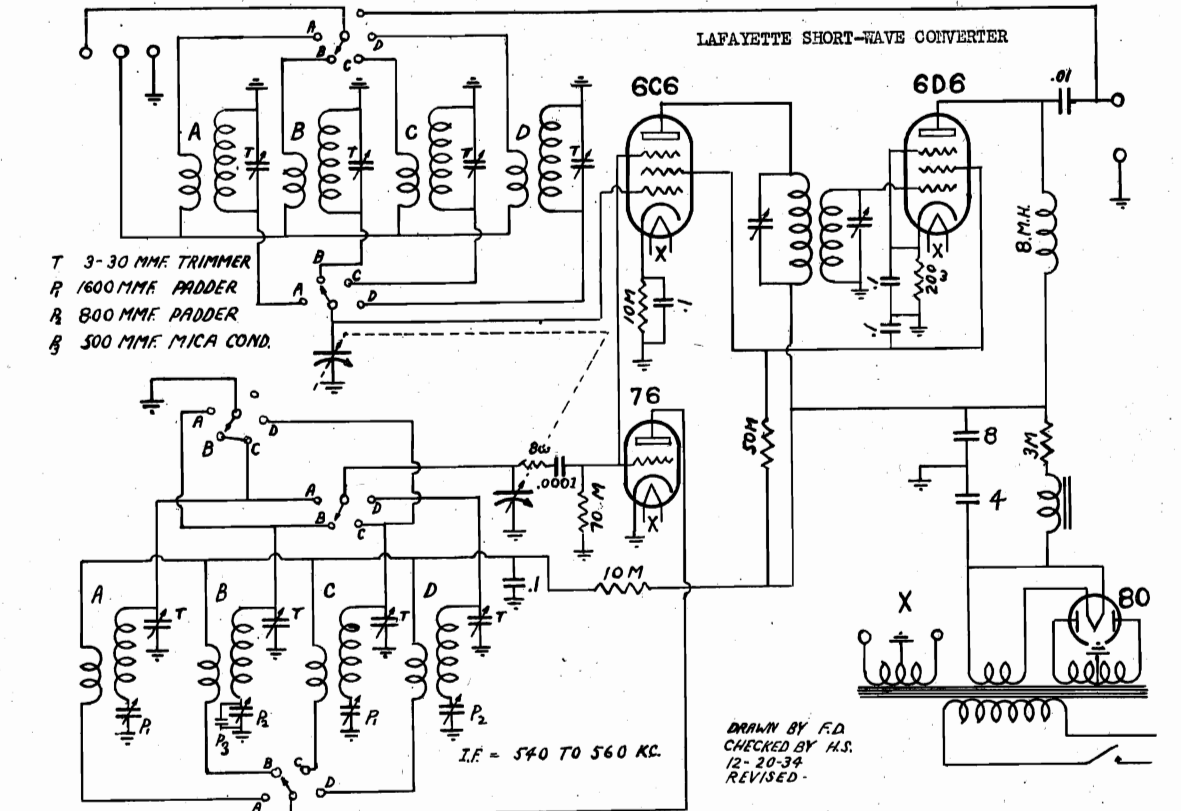 LAFAYETTE SHORT-WAVE CONVERTER
A
B
C
D
.01
6C6
6D6
A
B
C
D
T
T
T
T
X
X
8.M.H.
10M
.1
.1
.1
200 ω
T 3-30 MMF. TRIMMER
P1 1600 MMF. PADDER
P2 800 MMF. PADDER
P3 500 MMF. MICA COND.
B
C
A
D
76
50M
8
3M
4
A
B
C
D
.0001
70 M
X
A
B
C
D
.1
10 M
X
80
A
B
C
D
T
T
T
T
P1
P2
P3
P1
P2
I.F. = 540 TO 560 KC.
B
C
A
D
DRAWN BY F.D.
CHECKED BY H.S.
12-20-34
REVISED-